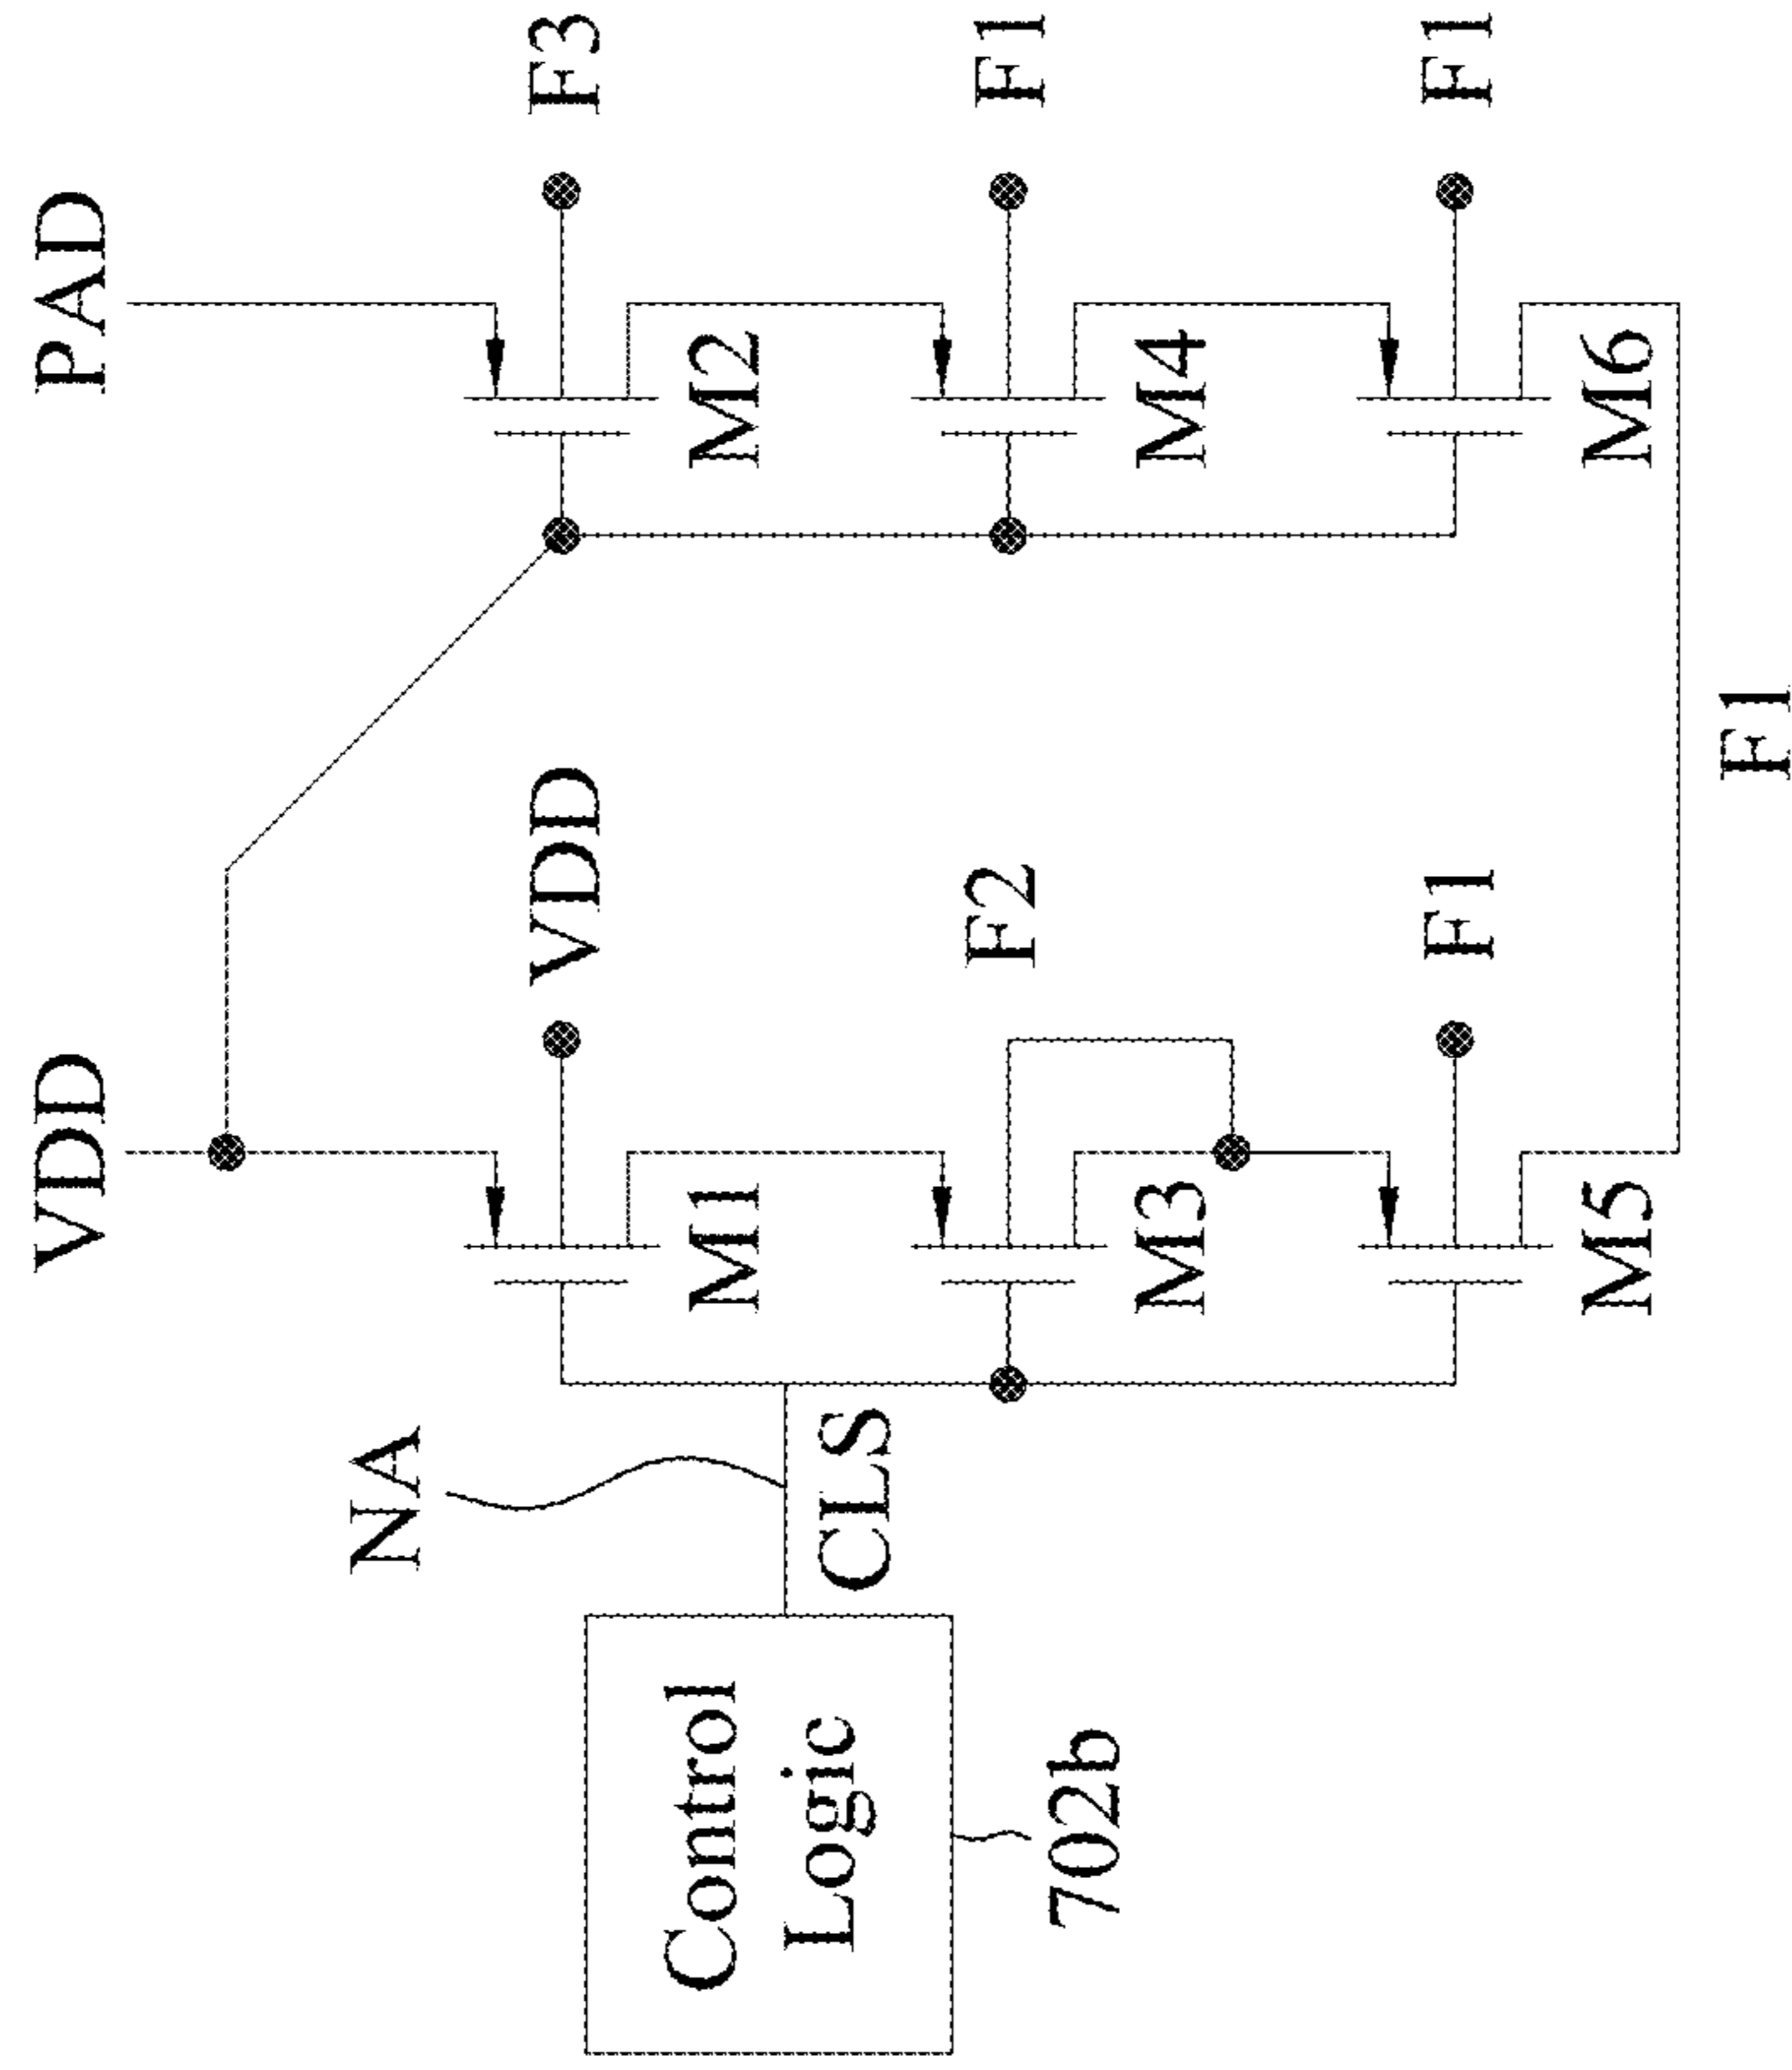 VDD
PAD
NA
VDD
F3
Control
Logic
CLS
M1
M2
702b
F2
F1
M3
M4
F1
F1
M5
M6
F1